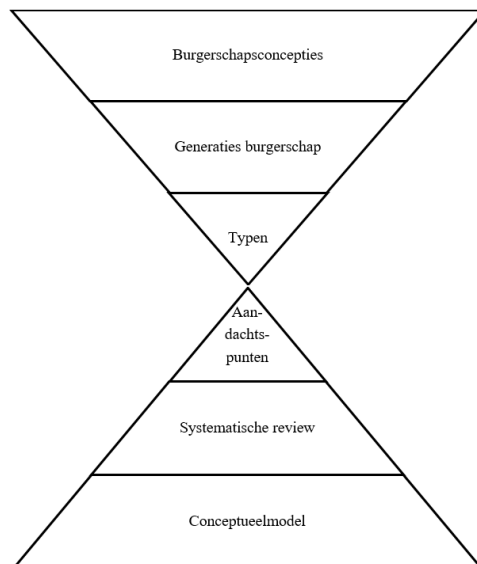 Burgerschapsconcepties
Generaties burgerschap
Typen
Aan-
dachts-
punten
Systematische review
Conceptueelmodel